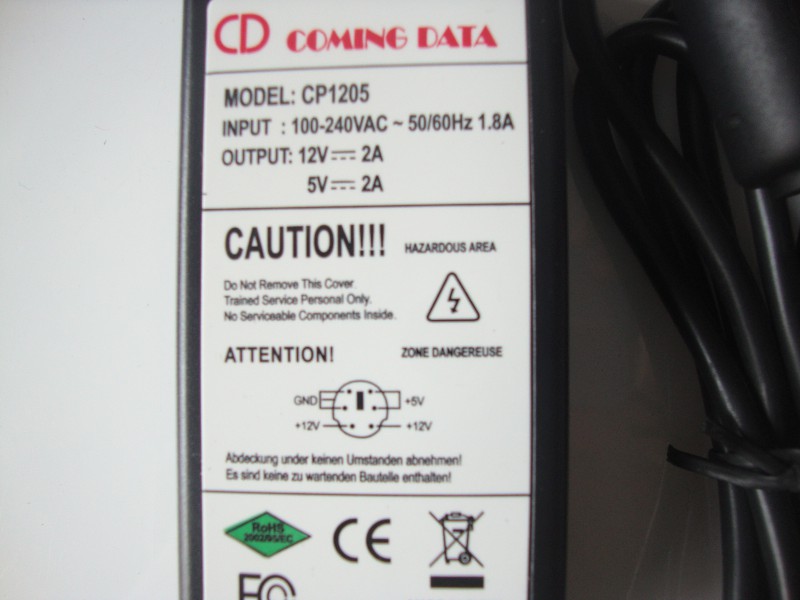 CD COMING DATA
MODEL: CP1205
INPUT : 100-240VAC ~ 50/60Hz 1.8A
OUTPUT: 12V⎓ 2A
5V⎓ 2A
CAUTION!!! HAZARDOUS AREA
Do Not Remove This Cover.
Trained Service Personal Only.
No Serviceable Components Inside.
ATTENTION! ZONE DANGEREUSE
GND +5V
+12V +12V
Abdeckung under keinen Umstanden abnehmen!
Es sind keine zu wartenden Bauteile enthalten!
RoHS
2002/95/EC
CE
FC